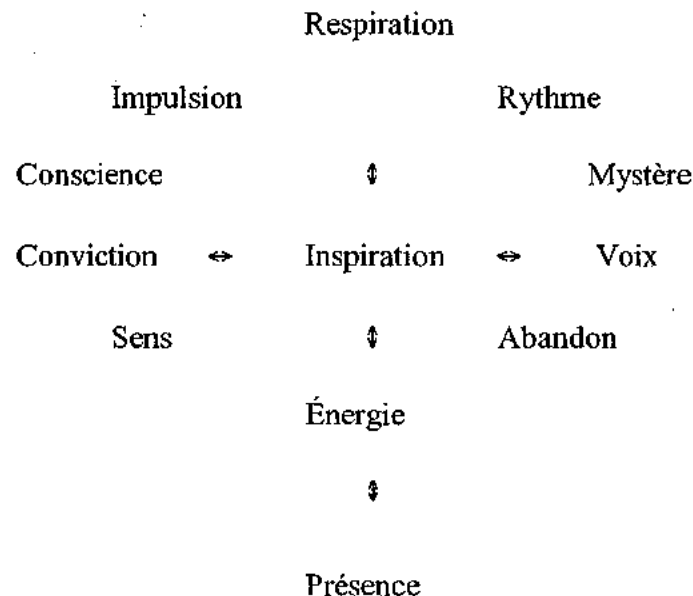 Respiration
Impulsion Rythme
Conscience ⇕ Mystère
Conviction ⇔ Inspiration ⇔ Voix
Sens ⇕ Abandon
Énergie
⇕
Présence